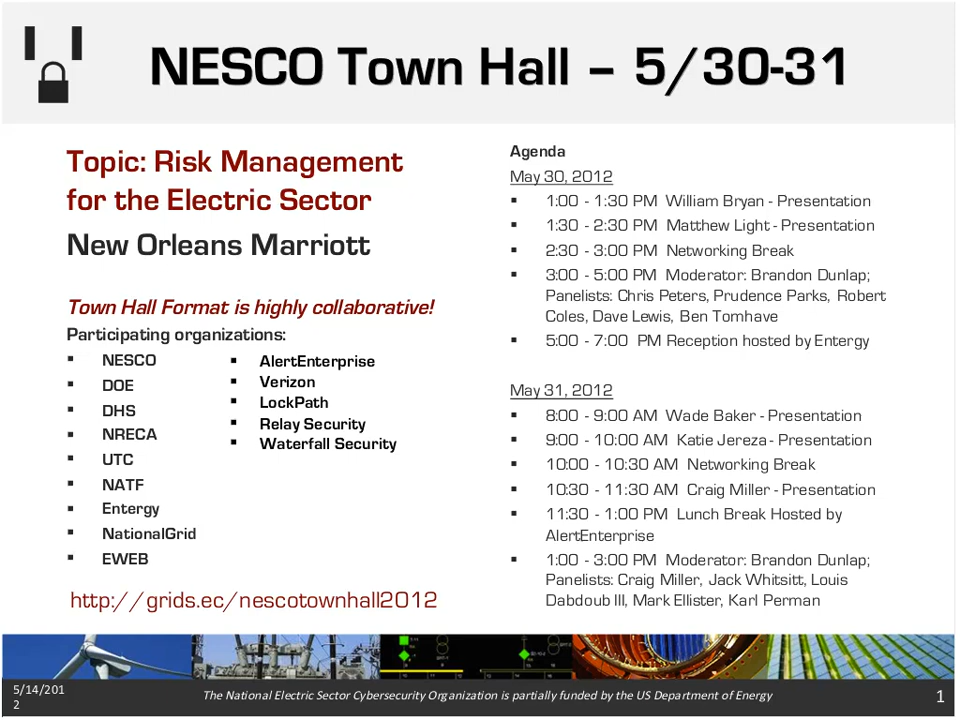 NESCO Town Hall – 5/30-31
Topic: Risk Management
for the Electric Sector
New Orleans Marriott
Town Hall Format is highly collaborative!
Participating organizations:
▪ NESCO
▪ DOE
▪ DHS
▪ NRECA
▪ UTC
▪ NATF
▪ Entergy
▪ NationalGrid
▪ EWEB
▪ AlertEnterprise
▪ Verizon
▪ LockPath
▪ Relay Security
▪ Waterfall Security
http://grids.ec/nescotownhall2012
Agenda
May 30, 2012
▪ 1:00 - 1:30 PM William Bryan - Presentation
▪ 1:30 - 2:30 PM Matthew Light - Presentation
▪ 2:30 - 3:00 PM Networking Break
▪ 3:00 - 5:00 PM Moderator: Brandon Dunlap;
Panelists: Chris Peters, Prudence Parks, Robert
Coles, Dave Lewis, Ben Tomhave
▪ 5:00 - 7:00 PM Reception hosted by Entergy
May 31, 2012
▪ 8:00 - 9:00 AM Wade Baker - Presentation
▪ 9:00 - 10:00 AM Katie Jereza - Presentation
▪ 10:00 - 10:30 AM Networking Break
▪ 10:30 - 11:30 AM Craig Miller - Presentation
▪ 11:30 - 1:00 PM Lunch Break Hosted by
AlertEnterprise
▪ 1:00 - 3:00 PM Moderator: Brandon Dunlap;
Panelists: Craig Miller, Jack Whitsitt, Louis
Dabdoub III, Mark Ellister, Karl Perman
5/14/201
2
The National Electric Sector Cybersecurity Organization is partially funded by the US Department of Energy
1